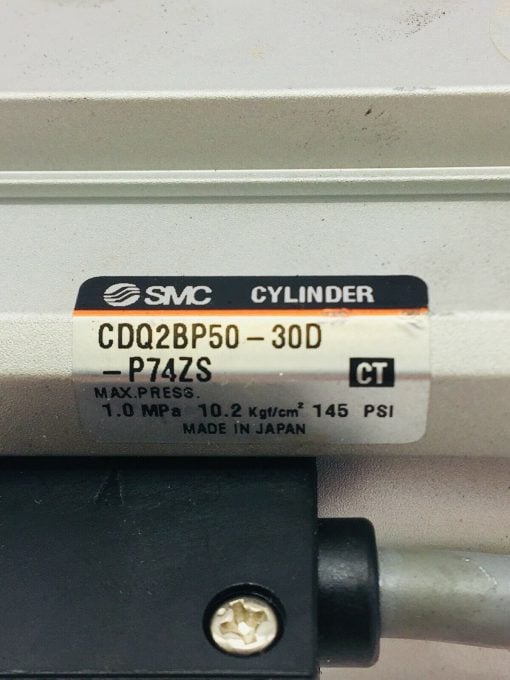 SMC CYLINDER
CDQ2BP50-30D
-P74ZS CT
MAX.PRESS.
1.0 MPa 10.2 Kgf/cm² 145 PSI
MADE IN JAPAN